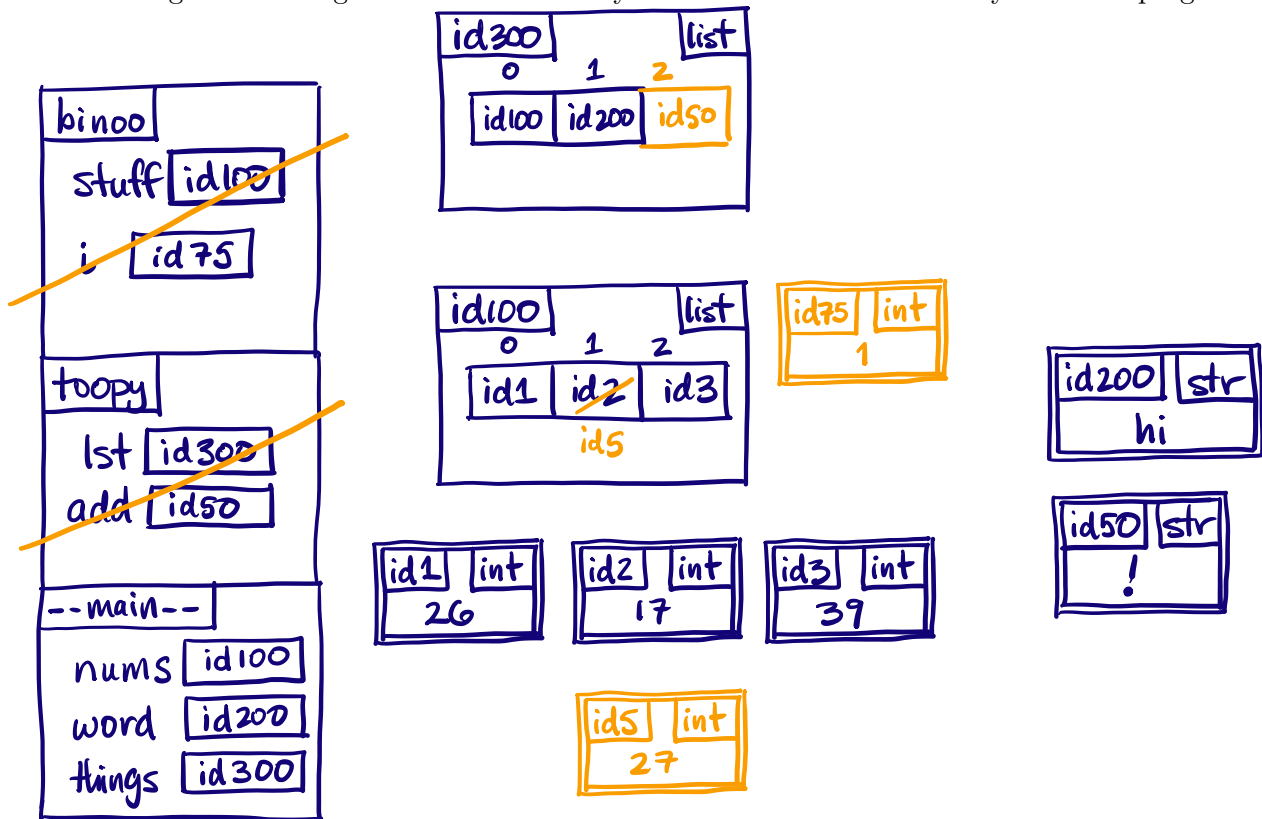 binoo
stuff id100
i id75
toopy
lst id300
add id50
--main--
nums id100
word id200
things id300
id300 list
0 1 2
id100 id200 id50
id100 list
0 1 2
id1 id2 id3
id5
id75 int
1
id200 str
hi
id50 str
!
id1 int
26
id2 int
17
id3 int
39
id5 int
27